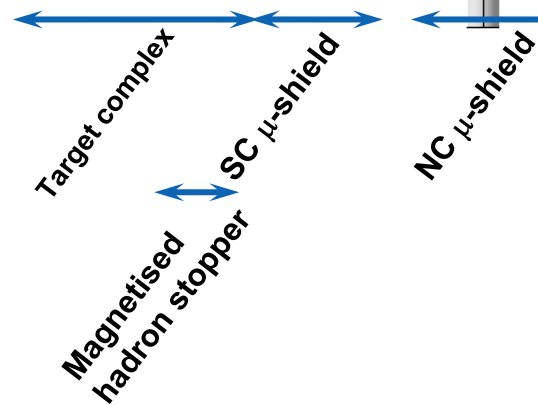 Target complex
SC μ-shield
NC μ-shield
Magnetised
hadron stopper